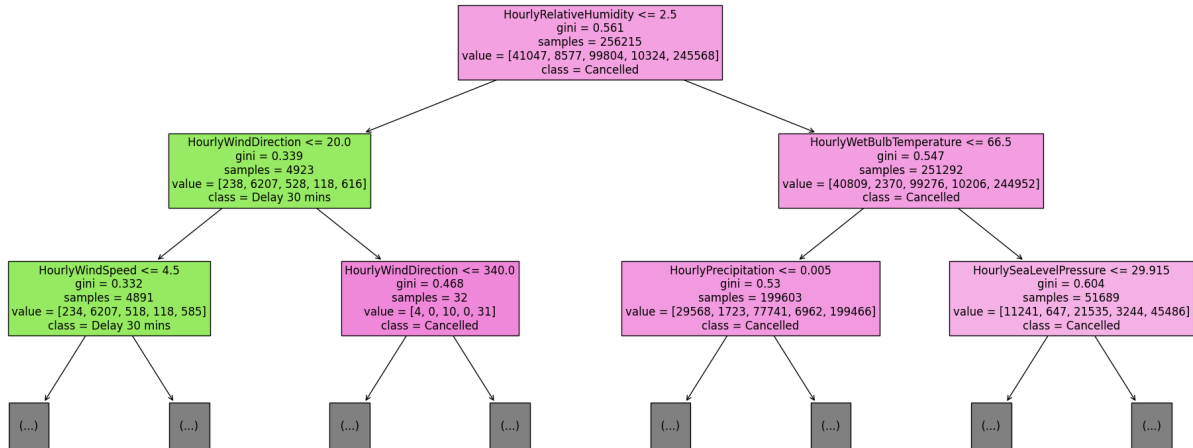 HourlyRelativeHumidity <= 2.5
gini = 0.561
samples = 256215
value = [41047, 8577, 99804, 10324, 245568]
class = Cancelled
HourlyWindDirection <= 20.0
gini = 0.339
samples = 4923
value = [238, 6207, 528, 118, 616]
class = Delay 30 mins
HourlyWetBulbTemperature <= 66.5
gini = 0.547
samples = 251292
value = [40809, 2370, 99276, 10206, 244952]
class = Cancelled
HourlyWindSpeed <= 4.5
gini = 0.332
samples = 4891
value = [234, 6207, 518, 118, 585]
class = Delay 30 mins
HourlyWindDirection <= 340.0
gini = 0.468
samples = 32
value = [4, 0, 10, 0, 31]
class = Cancelled
HourlyPrecipitation <= 0.005
gini = 0.53
samples = 199603
value = [29568, 1723, 77741, 6962, 199466]
class = Cancelled
HourlySeaLevelPressure <= 29.915
gini = 0.604
samples = 51689
value = [11241, 647, 21535, 3244, 45486]
class = Cancelled
(...)
(...)
(...)
(...)
(...)
(...)
(...)
(...)